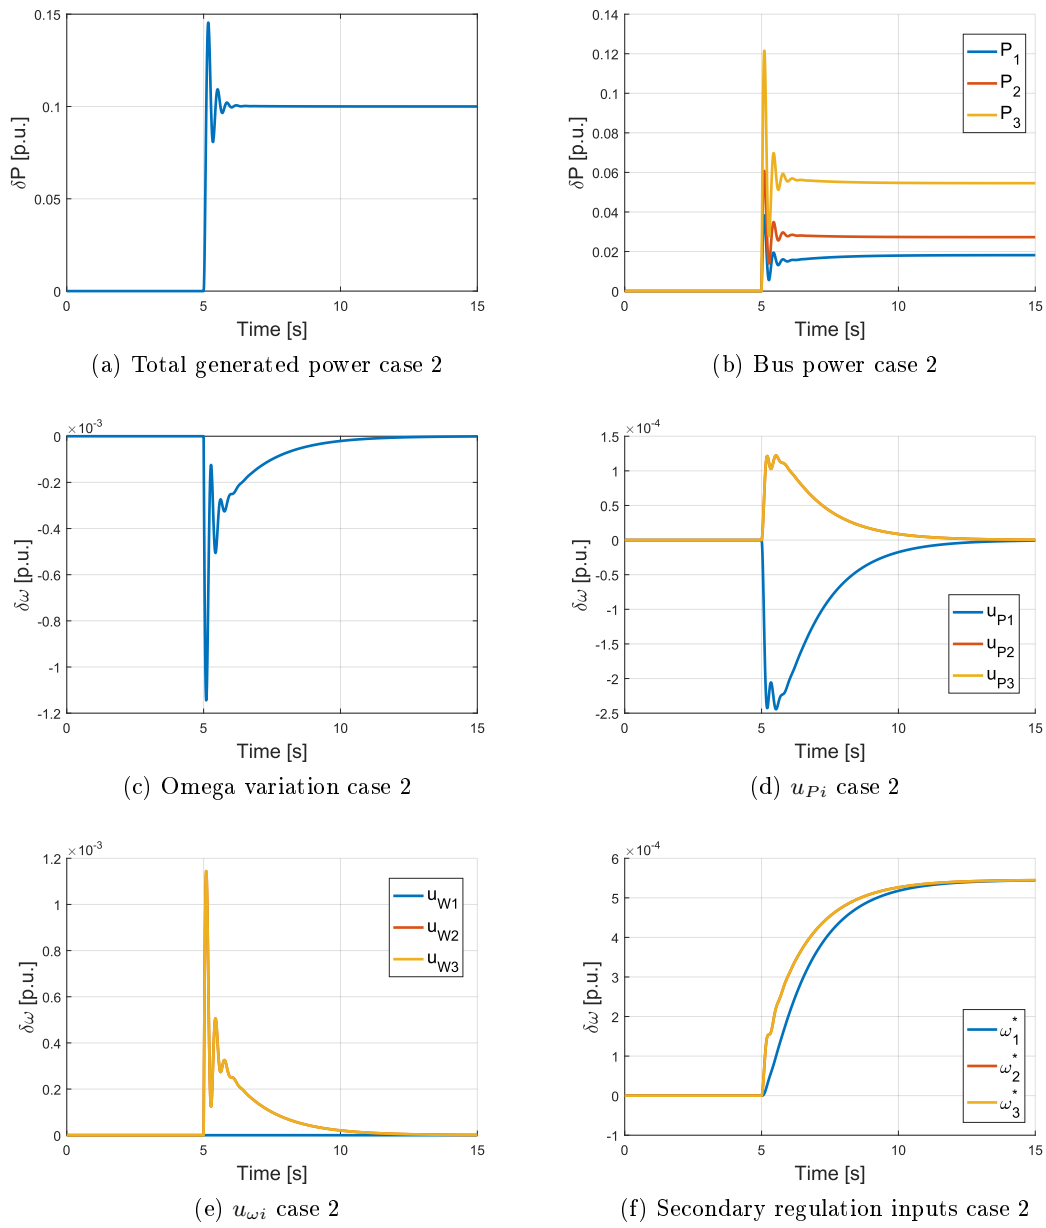 0.15
0.1
0.05
0
δP [p.u.]
0 5 10 15
Time [s]
(a) Total generated power case 2
0.14
0.12
0.1
0.08
0.06
0.04
0.02
0
δP [p.u.]
P1
P2
P3
0 5 10 15
Time [s]
(b) Bus power case 2
×10-3
0
-0.2
-0.4
-0.6
-0.8
-1
-1.2
δω [p.u.]
0 5 10 15
Time [s]
(c) Omega variation case 2
×10-4
1.5
1
0.5
0
-0.5
-1
-1.5
-2
-2.5
δω [p.u.]
uP1
uP2
uP3
0 5 10 15
Time [s]
(d) uPi case 2
×10-3
1.2
1
0.8
0.6
0.4
0.2
0
δω [p.u.]
uW1
uW2
uW3
0 5 10 15
Time [s]
(e) uωi case 2
×10-4
6
5
4
3
2
1
0
-1
δω [p.u.]
ω1*
ω2*
ω3*
0 5 10 15
Time [s]
(f) Secondary regulation inputs case 2